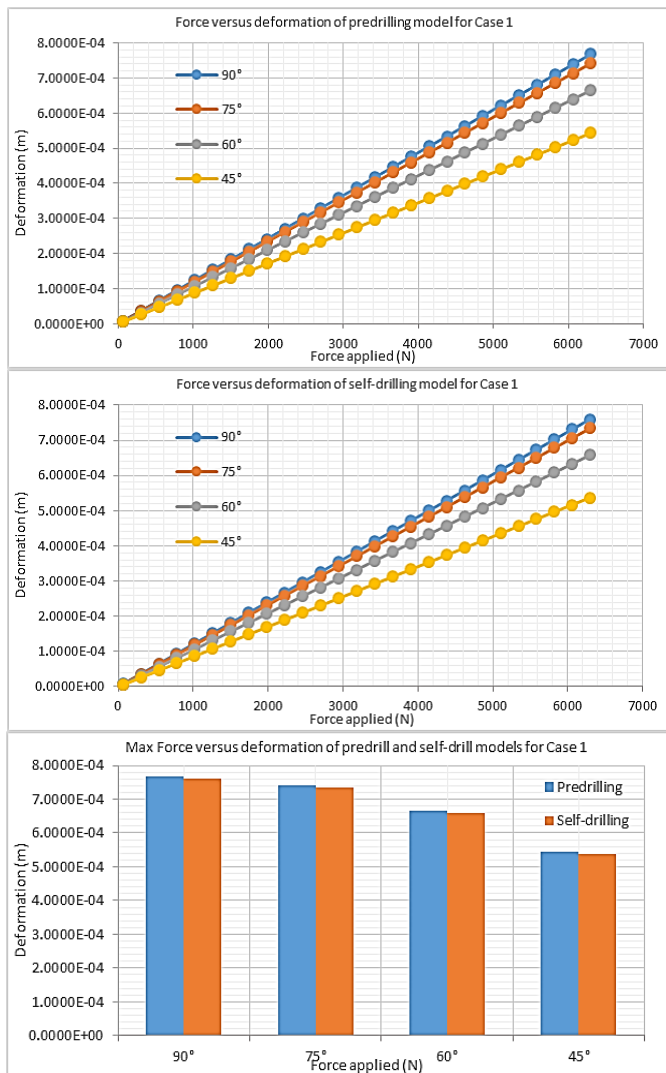 Force versus deformation of predrilling model for Case 1
8.0000E-04
7.0000E-04
6.0000E-04
5.0000E-04
4.0000E-04
3.0000E-04
2.0000E-04
1.0000E-04
0.0000E+00
Deformation (m)
90°
75°
60°
45°
0 1000 2000 3000 4000 5000 6000 7000
Force applied (N)
Force versus deformation of self-drilling model for Case 1
8.0000E-04
7.0000E-04
6.0000E-04
5.0000E-04
4.0000E-04
3.0000E-04
2.0000E-04
1.0000E-04
0.0000E+00
Deformation (m)
90°
75°
60°
45°
0 1000 2000 3000 4000 5000 6000 7000
Force applied (N)
Max Force versus deformation of predrill and self-drill models for Case 1
8.0000E-04
7.0000E-04
6.0000E-04
5.0000E-04
4.0000E-04
3.0000E-04
2.0000E-04
1.0000E-04
0.0000E+00
Deformation (m)
Predrilling
Self-drilling
90° 75° 60° 45°
Force applied (N)